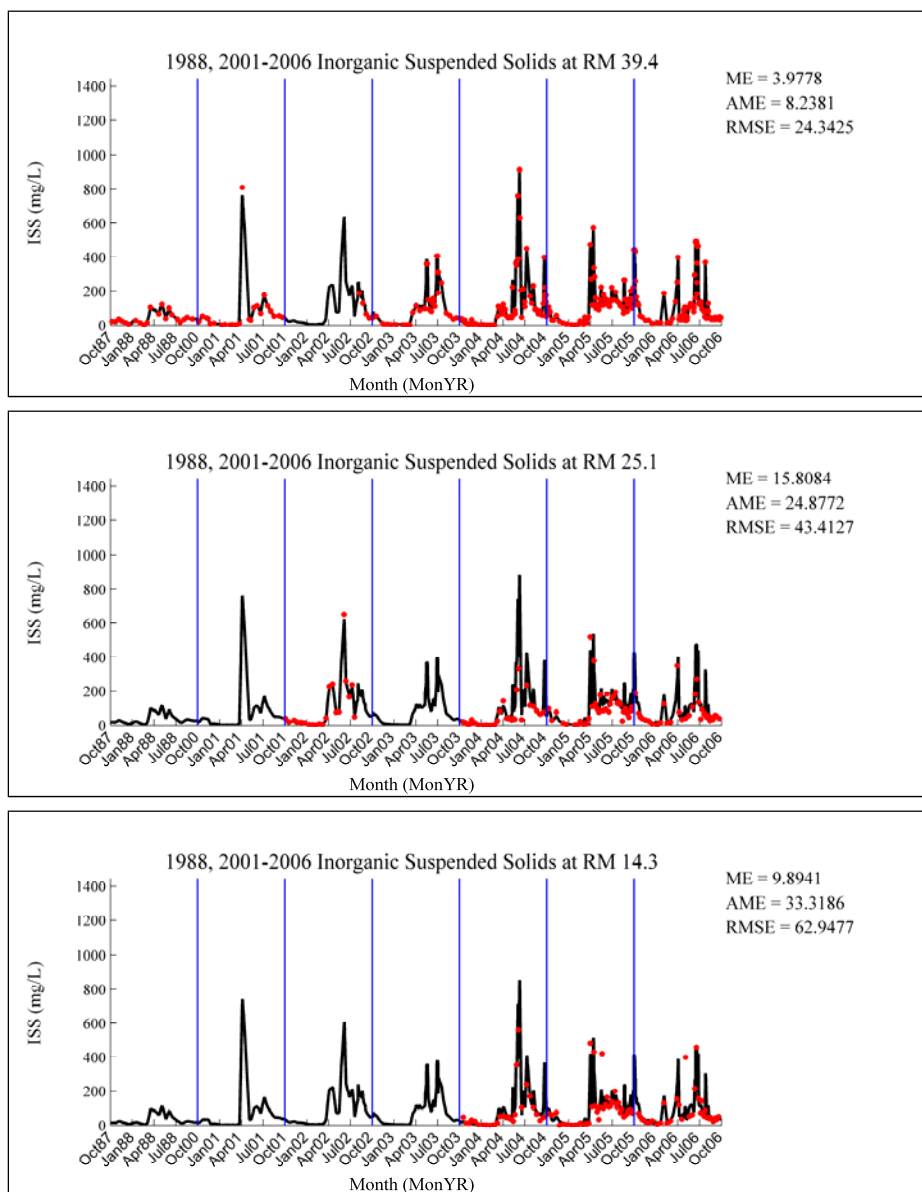 1988, 2001-2006 Inorganic Suspended Solids at RM 39.4
ME = 3.9778
AME = 8.2381
RMSE = 24.3425
ISS (mg/L)
1400
1200
1000
800
600
400
200
0
Oct87 Jan88 Apr88 Jul88 Oct00 Jan01 Apr01 Jul01 Oct01 Jan02 Apr02 Jul02 Oct02 Jan03 Apr03 Jul03 Oct03 Jan04 Apr04 Jul04 Oct04 Jan05 Apr05 Jul05 Oct05 Jan06 Apr06 Jul06 Oct06
Month (MonYR)
1988, 2001-2006 Inorganic Suspended Solids at RM 25.1
ME = 15.8084
AME = 24.8772
RMSE = 43.4127
ISS (mg/L)
1400
1200
1000
800
600
400
200
0
Oct87 Jan88 Apr88 Jul88 Oct00 Jan01 Apr01 Jul01 Oct01 Jan02 Apr02 Jul02 Oct02 Jan03 Apr03 Jul03 Oct03 Jan04 Apr04 Jul04 Oct04 Jan05 Apr05 Jul05 Oct05 Jan06 Apr06 Jul06 Oct06
Month (MonYR)
1988, 2001-2006 Inorganic Suspended Solids at RM 14.3
ME = 9.8941
AME = 33.3186
RMSE = 62.9477
ISS (mg/L)
1400
1200
1000
800
600
400
200
0
Oct87 Jan88 Apr88 Jul88 Oct00 Jan01 Apr01 Jul01 Oct01 Jan02 Apr02 Jul02 Oct02 Jan03 Apr03 Jul03 Oct03 Jan04 Apr04 Jul04 Oct04 Jan05 Apr05 Jul05 Oct05 Jan06 Apr06 Jul06 Oct06
Month (MonYR)